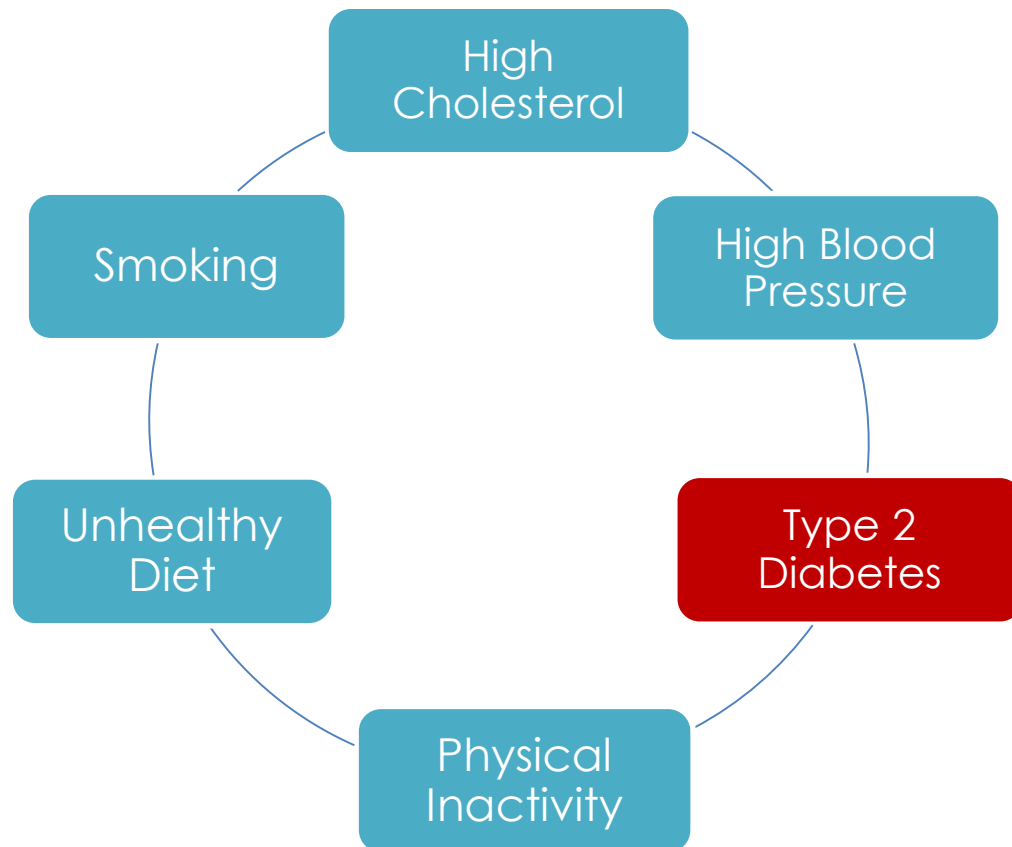 High
Cholesterol
High Blood
Pressure
Type 2
Diabetes
Physical
Inactivity
Unhealthy
Diet
Smoking